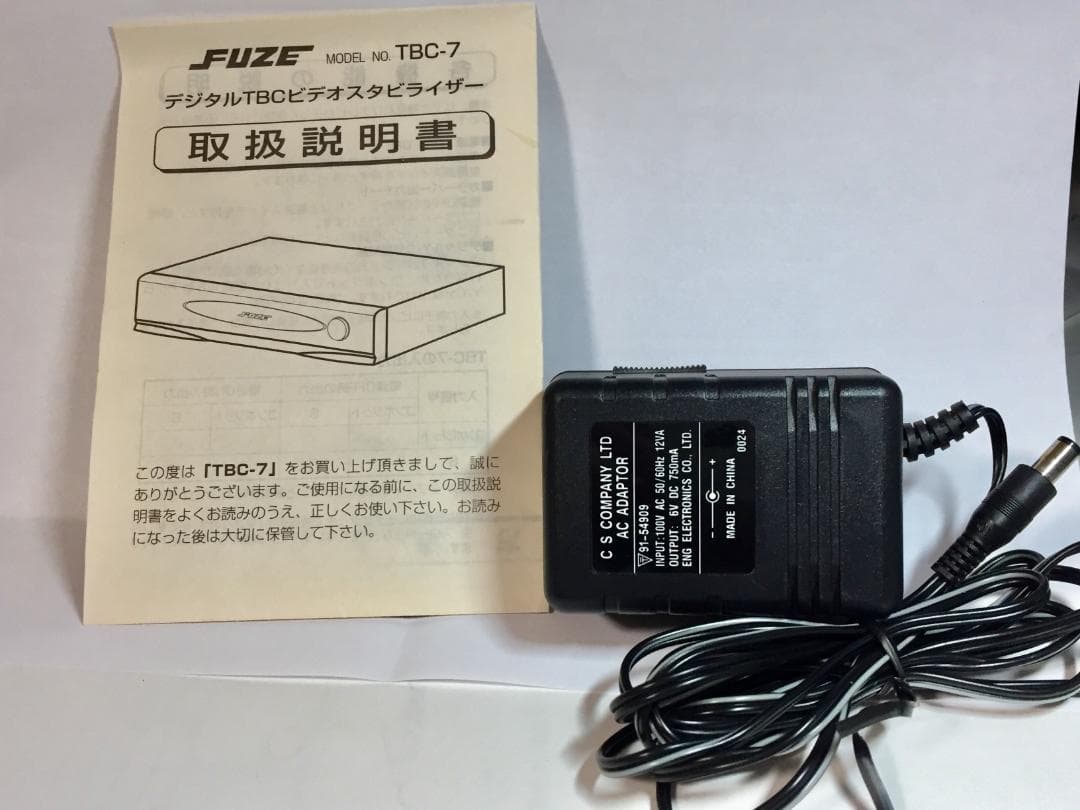 FUZE MODEL NO. TBC-7
デジタルTBCビデオスタビライザー
取扱説明書
FUZE
この度は「TBC-7」をお買い上げ頂きまして、誠に
ありがとうございます。ご使用になる前に、この取扱説
明書をよくお読みのうえ、正しくお使い下さい。お読み
になった後は大切に保管して下さい。
C S COMPANY LTD
AC ADAPTOR
91-54909
INPUT:100V AC 50/60Hz 12VA
OUTPUT: 6V DC 750mA
ENG ELECTRONICS CO., LTD.
− +
MADE IN CHINA 0024